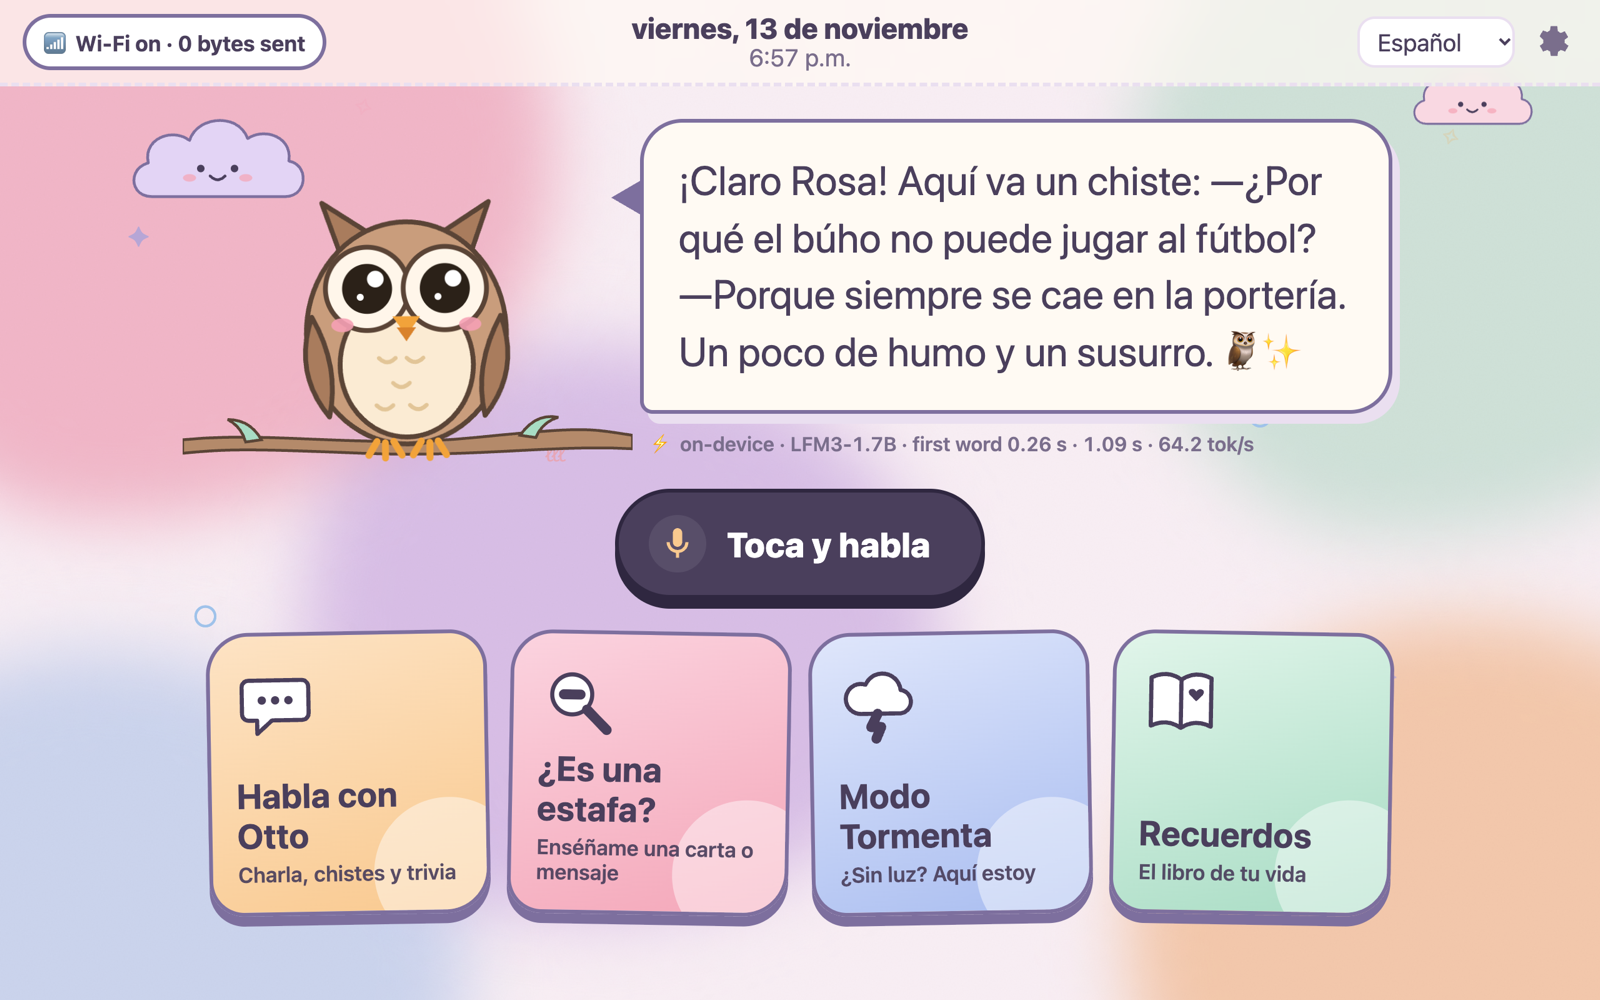 Wi-Fi on · 0 bytes sent
viernes, 13 de noviembre
6:57 p.m.
Español
¡Claro Rosa! Aquí va un chiste: —¿Por
qué el búho no puede jugar al fútbol?
—Porque siempre se cae en la portería.
Un poco de humo y un susurro. 🦉✨
⚡ on-device · LFM3-1.7B · first word 0.26 s · 1.09 s · 64.2 tok/s
Toca y habla
Habla con
Otto
Charla, chistes y trivia
¿Es una
estafa?
Enséñame una carta o
mensaje
Modo
Tormenta
¿Sin luz? Aquí estoy
Recuerdos
El libro de tu vida